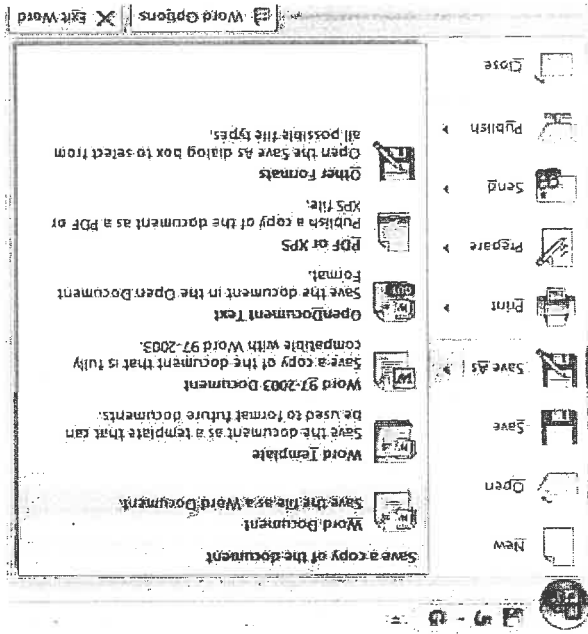 New
Open
Save
Save As
Print
Prepare
Send
Publish
Close
Save a copy of the document
Word Document
Save the file as a Word Document.
Word Template
Save the document as a template that can
be used to format future documents.
Word 97-2003 Document
Save a copy of the document that is fully
compatible with Word 97-2003.
OpenDocument Text
Save the document in the Open Document
Format.
PDF or XPS
Publish a copy of the document as a PDF or
XPS file.
Other Formats
Open the Save As dialog box to select from
all possible file types.
Word Options
Exit Word